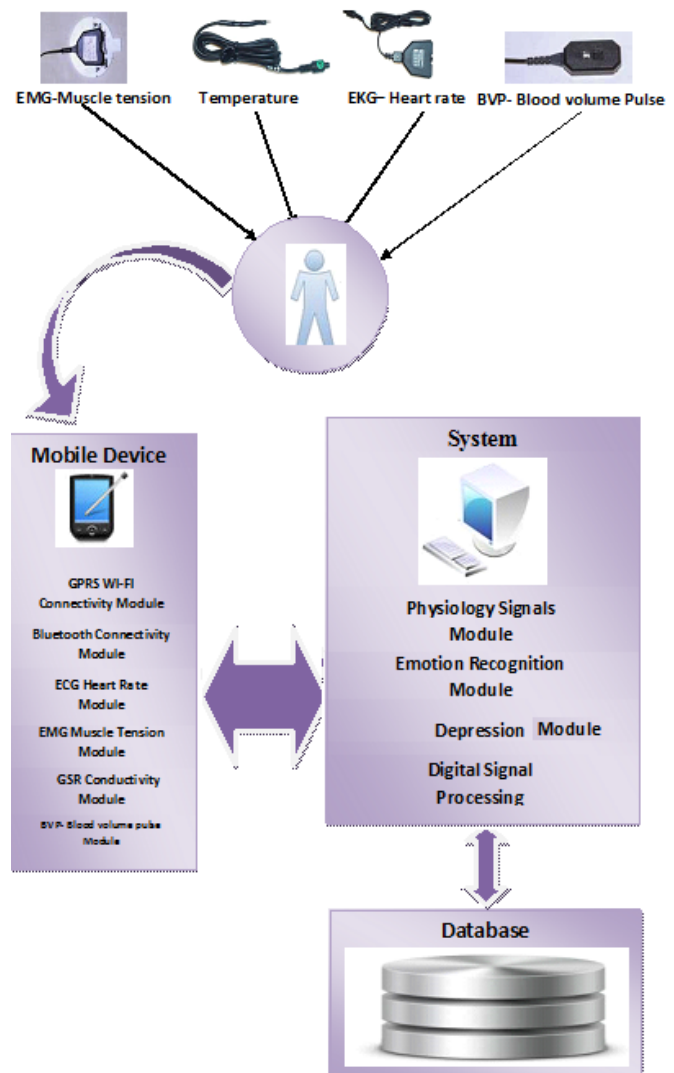 EMG-Muscle tension
Temperature
EKG– Heart rate
BVP- Blood volume Pulse
Mobile Device
GPRS WI-FI
Connectivity Module
Bluetooth Connectivity
Module
ECG Heart Rate
Module
EMG Muscle Tension
Module
GSR Conductivity
Module
BVP- Blood volume pulse
Module
System
Physiology Signals
Module
Emotion Recognition
Module
Depression Module
Digital Signal
Processing
Database